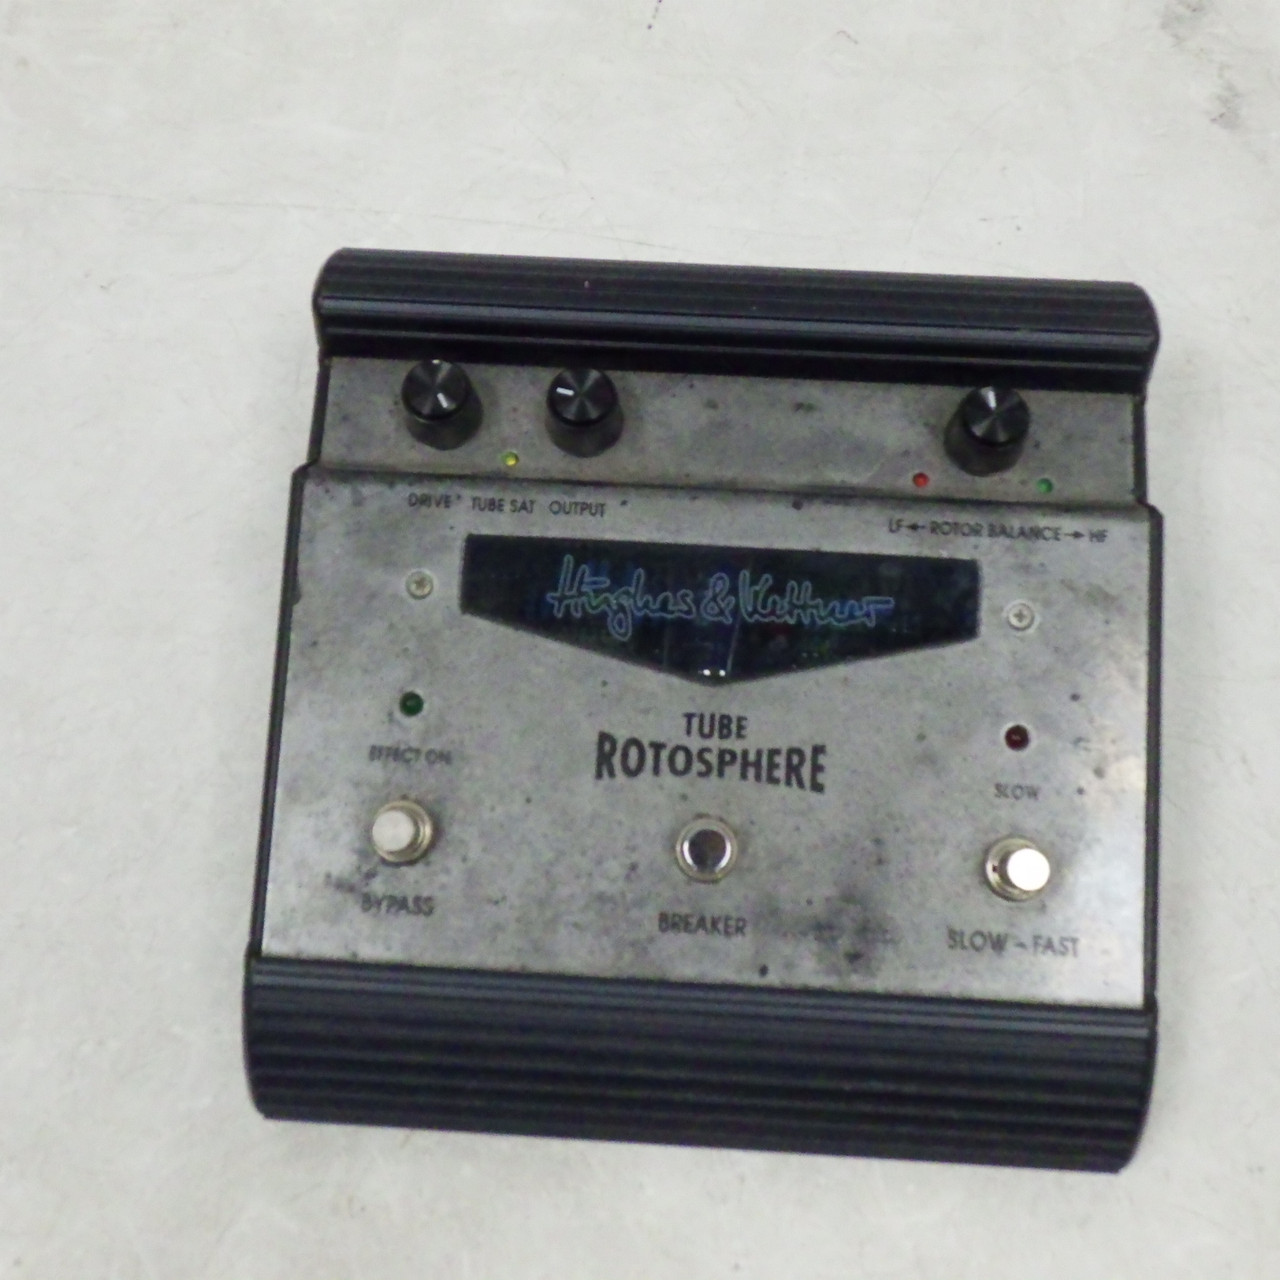 DRIVE TUBE SAT OUTPUT
LF ROTOR BALANCE HF
Hughes & Kettner
TUBE
ROTOSPHERE
EFFECT ON
SLOW
BYPASS
BREAKER
SLOW - FAST